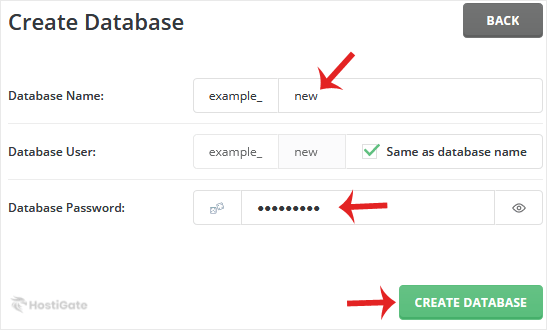 Create Database
BACK
Database Name: example_ new
Database User: example_ new Same as database name
Database Password: •••••••••
CREATE DATABASE
HostiGate